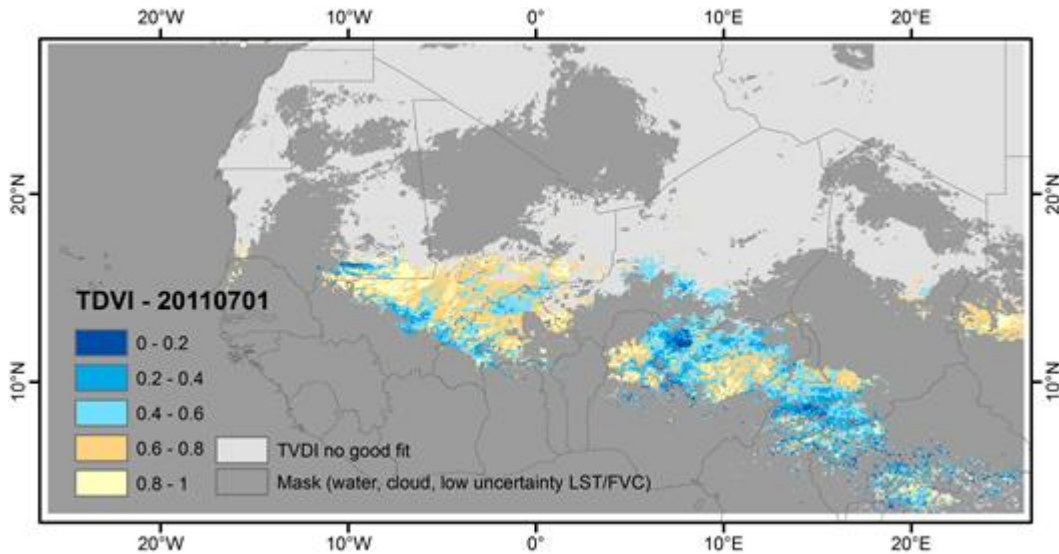 20°W 10°W 0° 10°E 20°E
20°N 20°N
TDVI - 20110701
0 - 0.2
10°N 0.2 - 0.4 10°N
0.4 - 0.6
0.6 - 0.8 TVDI no good fit
0.8 - 1 Mask (water, cloud, low uncertainty LST/FVC)
20°W 10°W 0° 10°E 20°E